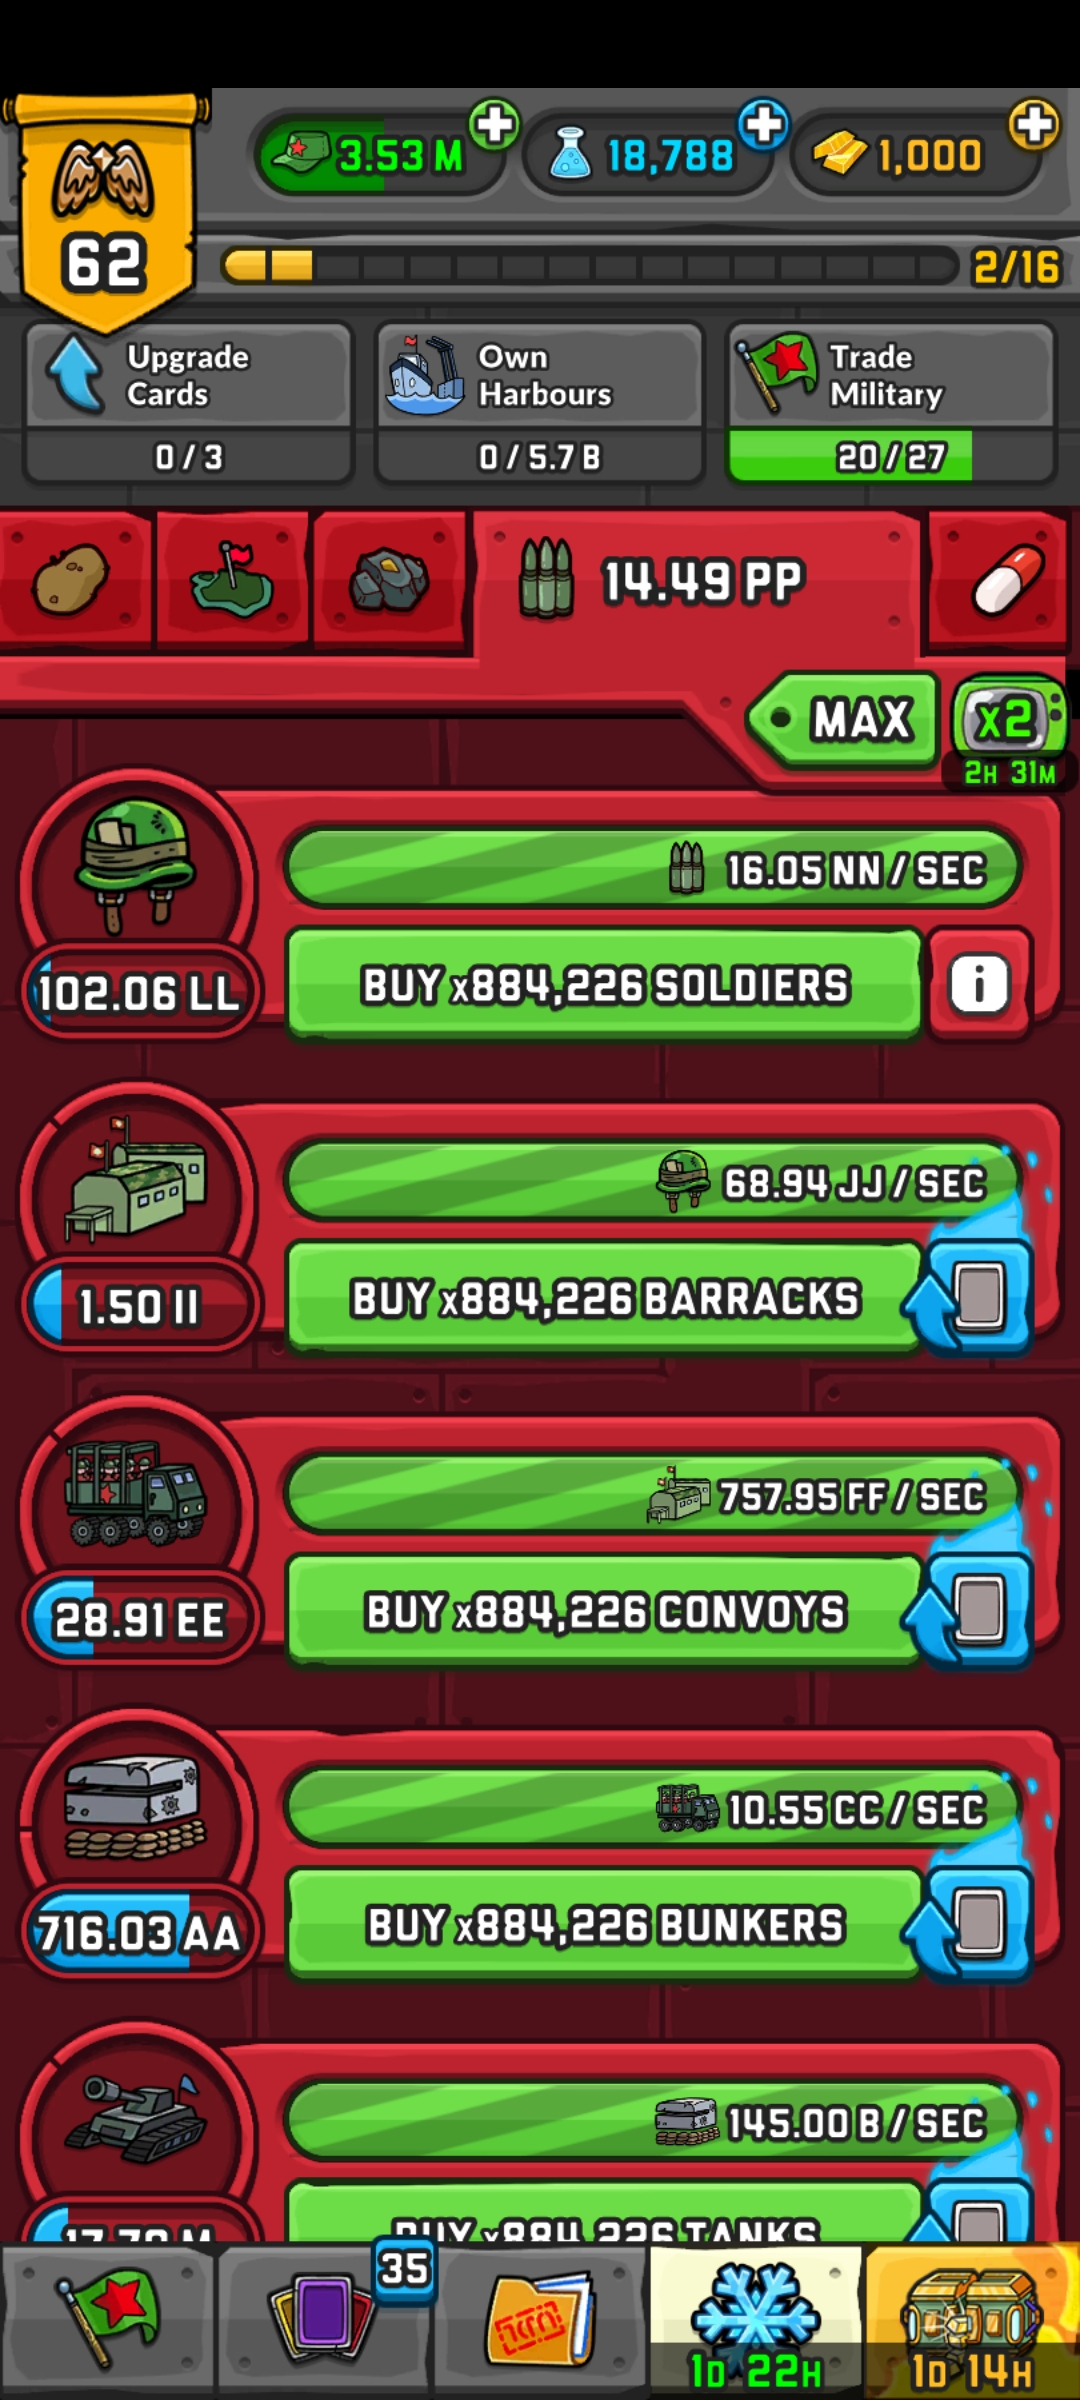 3.53 M
18,788
1,000
62
2/16
Upgrade
Cards
0 / 3
Own
Harbours
0 / 5.7 B
Trade
Military
20 / 27
14.49 PP
MAX
x2
2H 31M
16.05 NN / SEC
102.06 LL
BUY x884,226 SOLDIERS
i
68.94 JJ / SEC
1.50 II
BUY x884,226 BARRACKS
757.95 FF / SEC
28.91 EE
BUY x884,226 CONVOYS
10.55 CC / SEC
716.03 AA
BUY x884,226 BUNKERS
145.00 B / SEC
BUY x884,226 TANKS
35
1D 22H
1D 14H